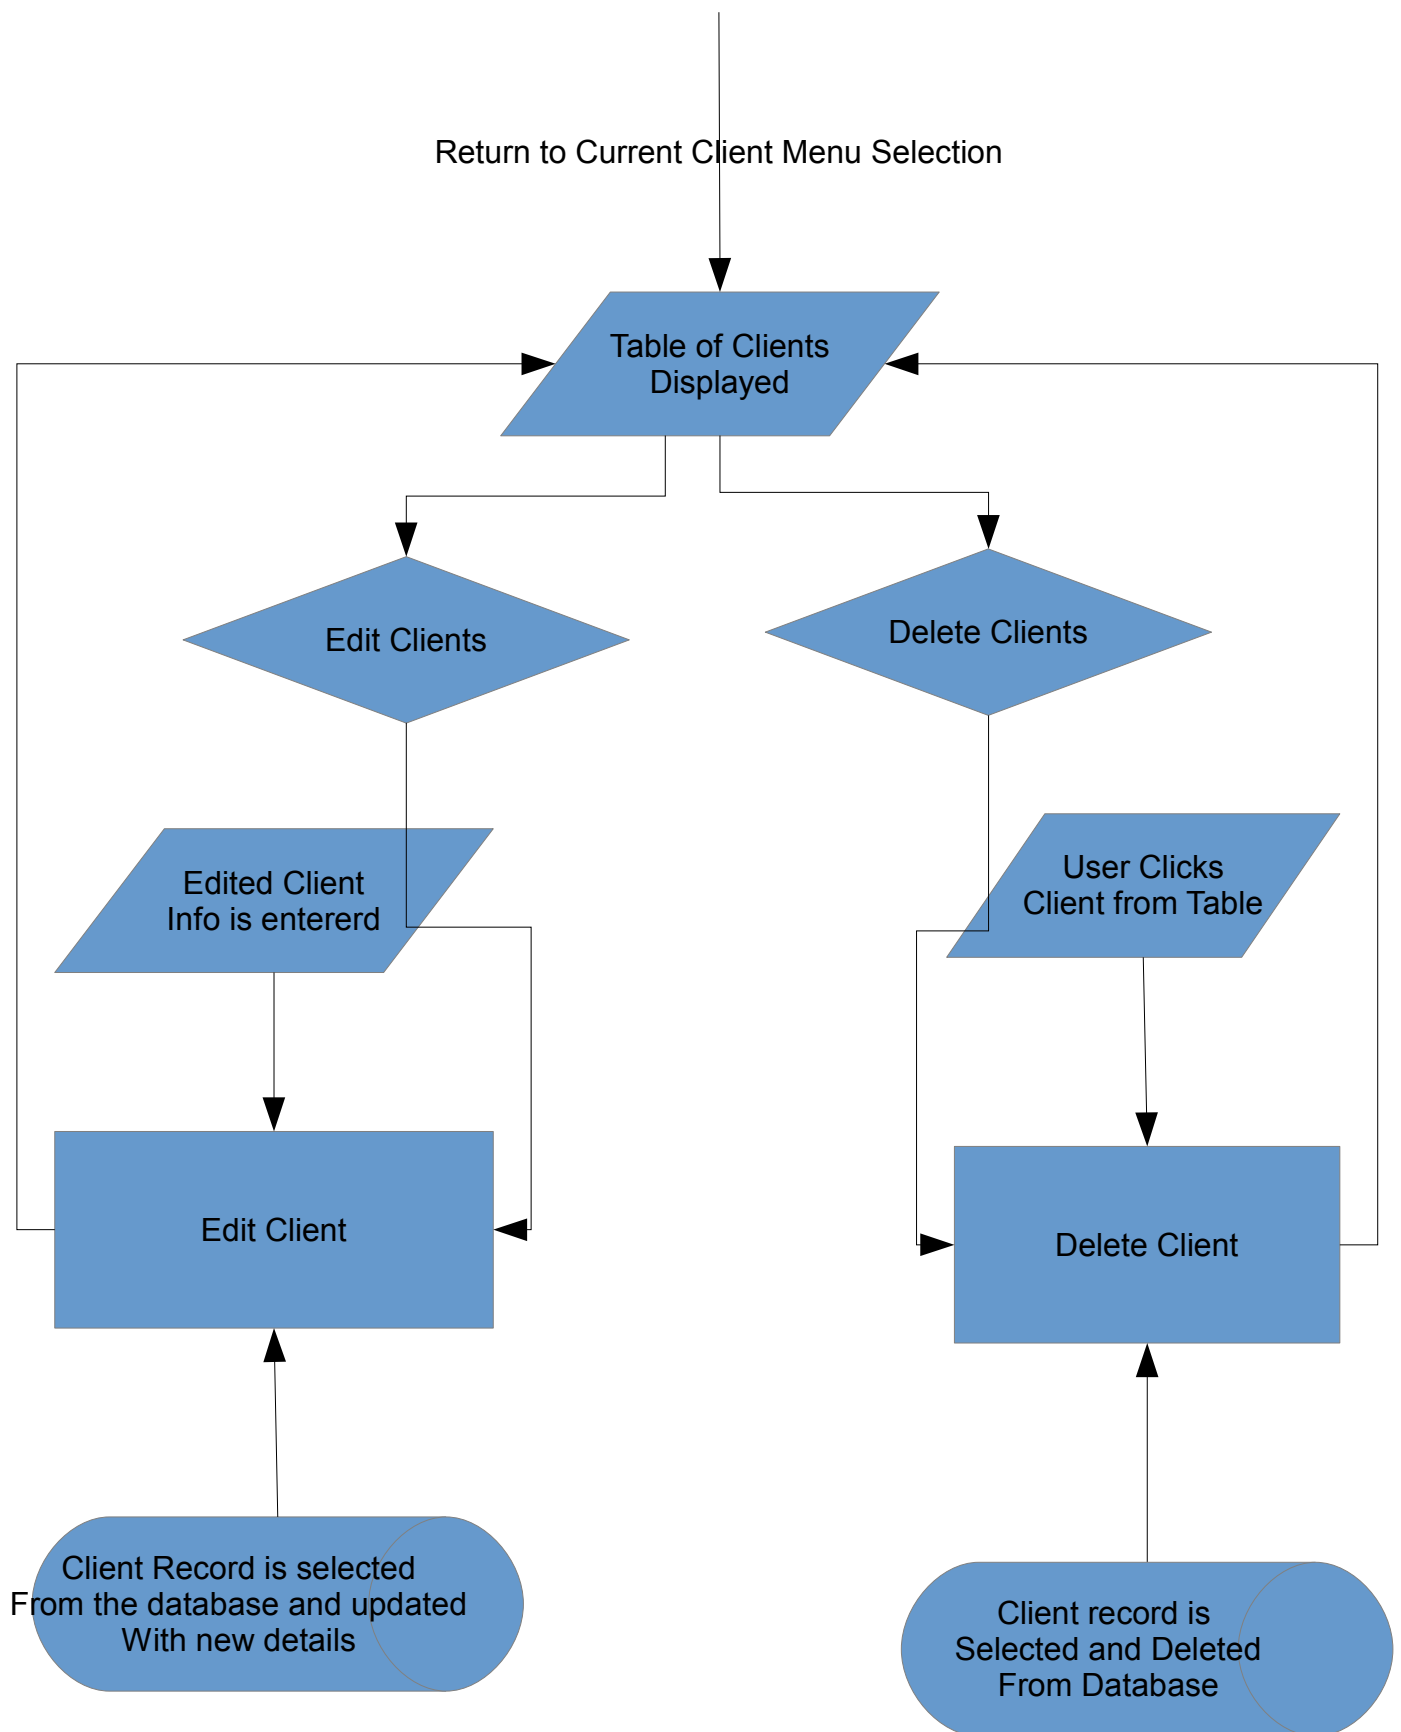 Return to Current Client Menu Selection
Table of Clients
Displayed
Edit Clients
Delete Clients
Edited Client
Info is entererd
User Clicks
Client from Table
Edit Client
Delete Client
Client Record is selected
From the database and updated
With new details
Client record is
Selected and Deleted
From Database